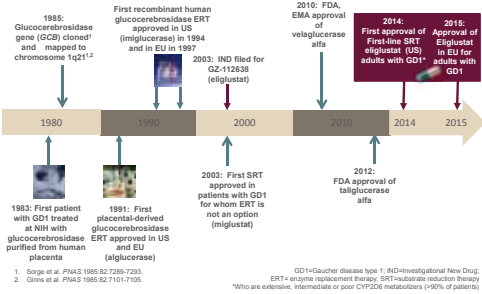 1985:
Glucocerebrosidase
gene (GCB) cloned¹
and mapped to
chromosome 1q21¹,²
First recombinant human
glucocerebrosidase ERT
approved in US
(imiglucerase) in 1994
and in EU in 1997
2003: IND filed for
GZ-112638
(eliglustat)
2010: FDA,
EMA approval
of
velaglucerase
alfa
2014:
First approval of
First-line SRT
eliglustat (US)
adults with GD1*
2015:
Approval of
Eliglustat
in EU for
adults with
GD1
1980
1990
2000
2010
2014
2015
1983: First patient
with GD1 treated
at NIH with
glucocerebrosidase
purified from human
placenta
1991: First
placental-derived
glucocerebrosidase
ERT approved in US
and EU
(alglucerase)
2003: First SRT
approved in
patients with GD1
for whom ERT is
not an option
(miglustat)
2012:
FDA approval of
taliglucerase
alfa
1. Sorge et al. PNAS.1985;82:7289-7293.
2. Ginns et al. PNAS 1985;82:7101-7105.
GD1=Gaucher disease type 1; IND=Investigational New Drug;
ERT= enzyme replacement therapy; SRT=substrate reduction therapy
*Who are extensive, intermediate or poor CYP2D6 metabolizers (>90% of patients)